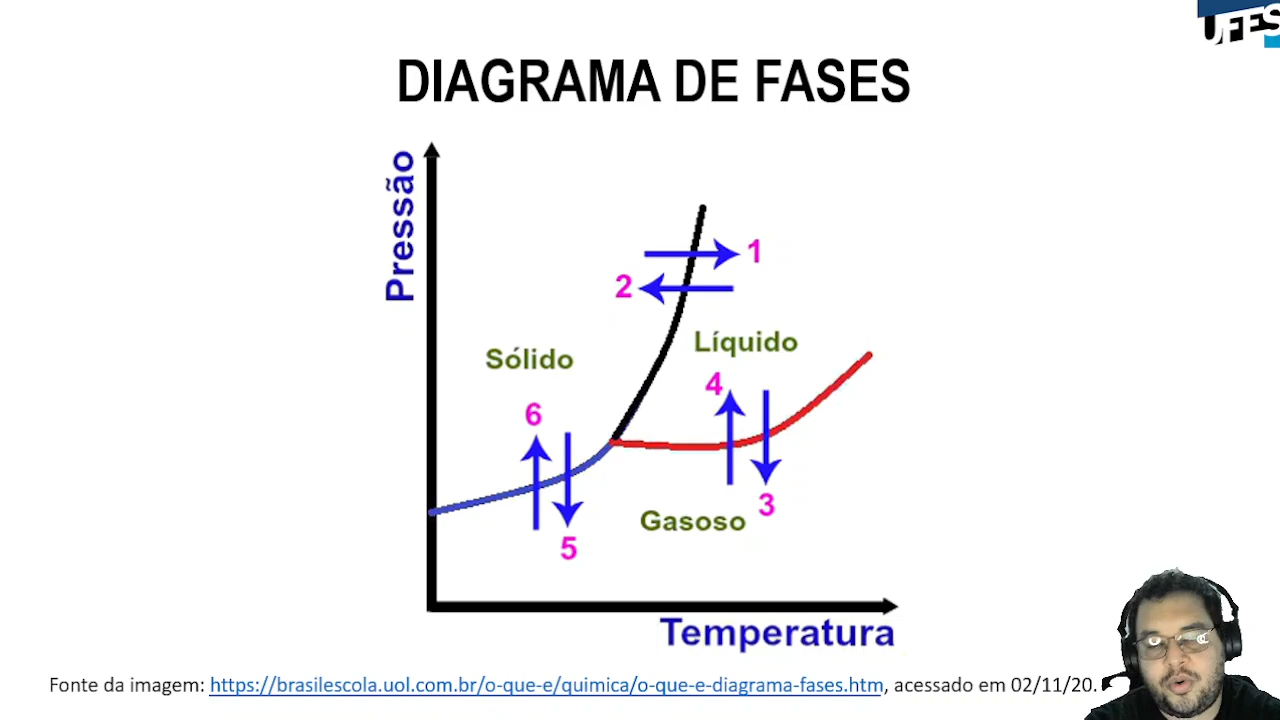 UFES
DIAGRAMA DE FASES
Pressão
1
2
Líquido
Sólido
4
6
3
Gasoso
5
Temperatura
Fonte da imagem: https://brasilescola.uol.com.br/o-que-e/quimica/o-que-e-diagrama-fases.htm, acessado em 02/11/20.